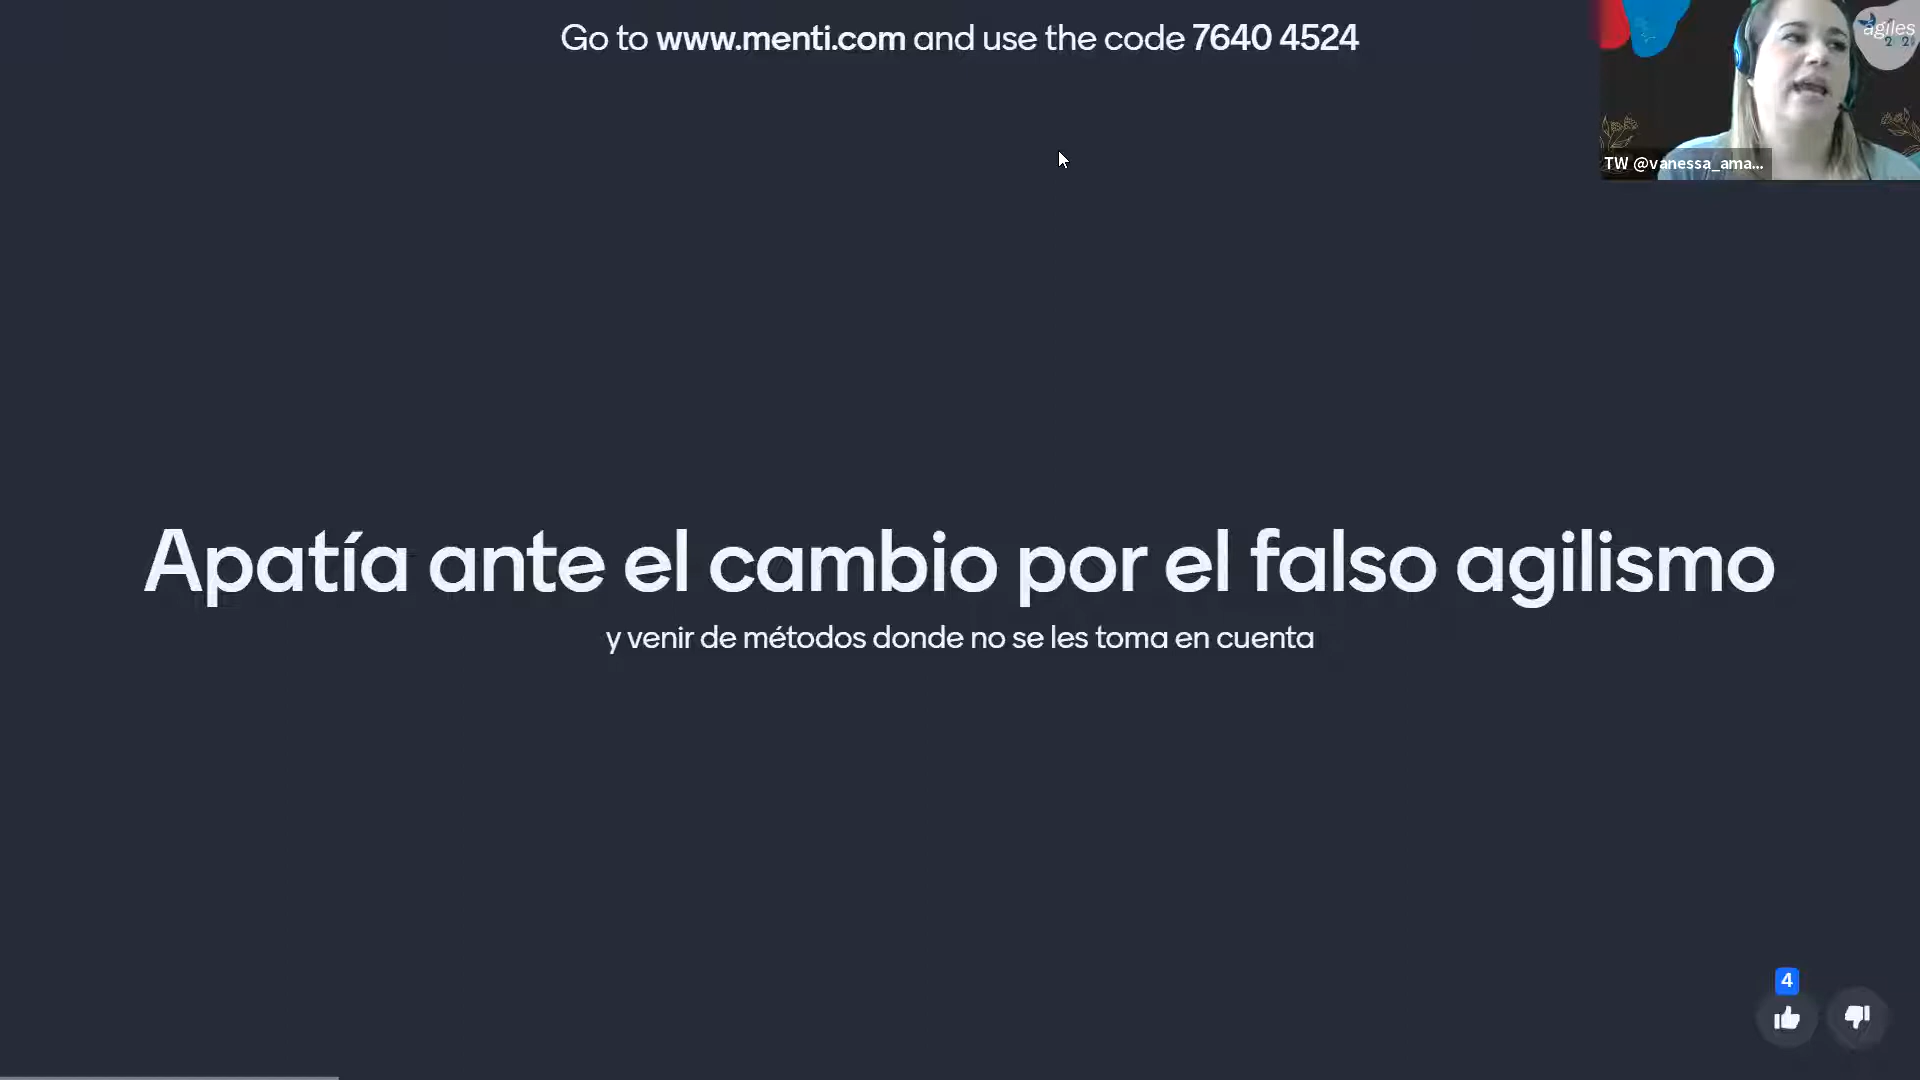 Go to www.menti.com and use the code 7640 4524
ágiles
TW @vanessa_ama...
Apatía ante el cambio por el falso agilismo
y venir de métodos donde no se les toma en cuenta
4